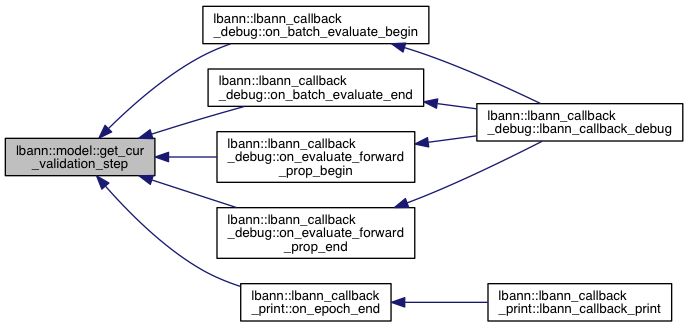 lbann::model::get_cur
_validation_step
lbann::lbann_callback
_debug::on_batch_evaluate_begin
lbann::lbann_callback
_debug::on_batch_evaluate_end
lbann::lbann_callback
_debug::on_evaluate_forward
_prop_begin
lbann::lbann_callback
_debug::on_evaluate_forward
_prop_end
lbann::lbann_callback
_print::on_epoch_end
lbann::lbann_callback
_debug::lbann_callback_debug
lbann::lbann_callback
_print::lbann_callback_print